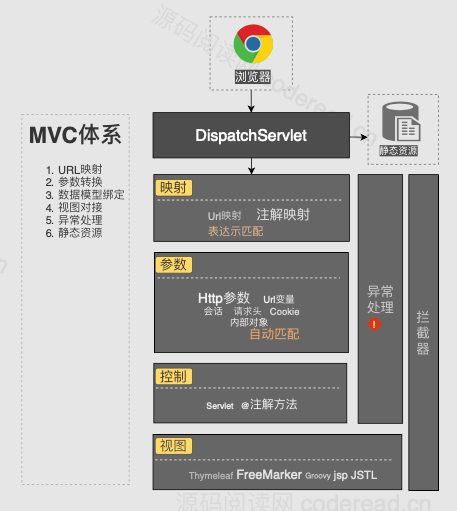 源码阅读网 coderead.cn
浏览器
MVC体系
1. URL映射
2. 参数转换
3. 数据模型绑定
4. 视图对接
5. 异常处理
6. 静态资源
DispatchServlet
静态资源
映射
Url映射 注解映射
表达示匹配
参数
Http参数 Url变量
会话 请求头 Cookie
内部对象
自动匹配
控制
Servlet @注解方法
视图
Thymeleaf FreeMarker Groovy jsp JSTL
异常
处理
!
拦
截
器
源码阅读网 coderead.cn